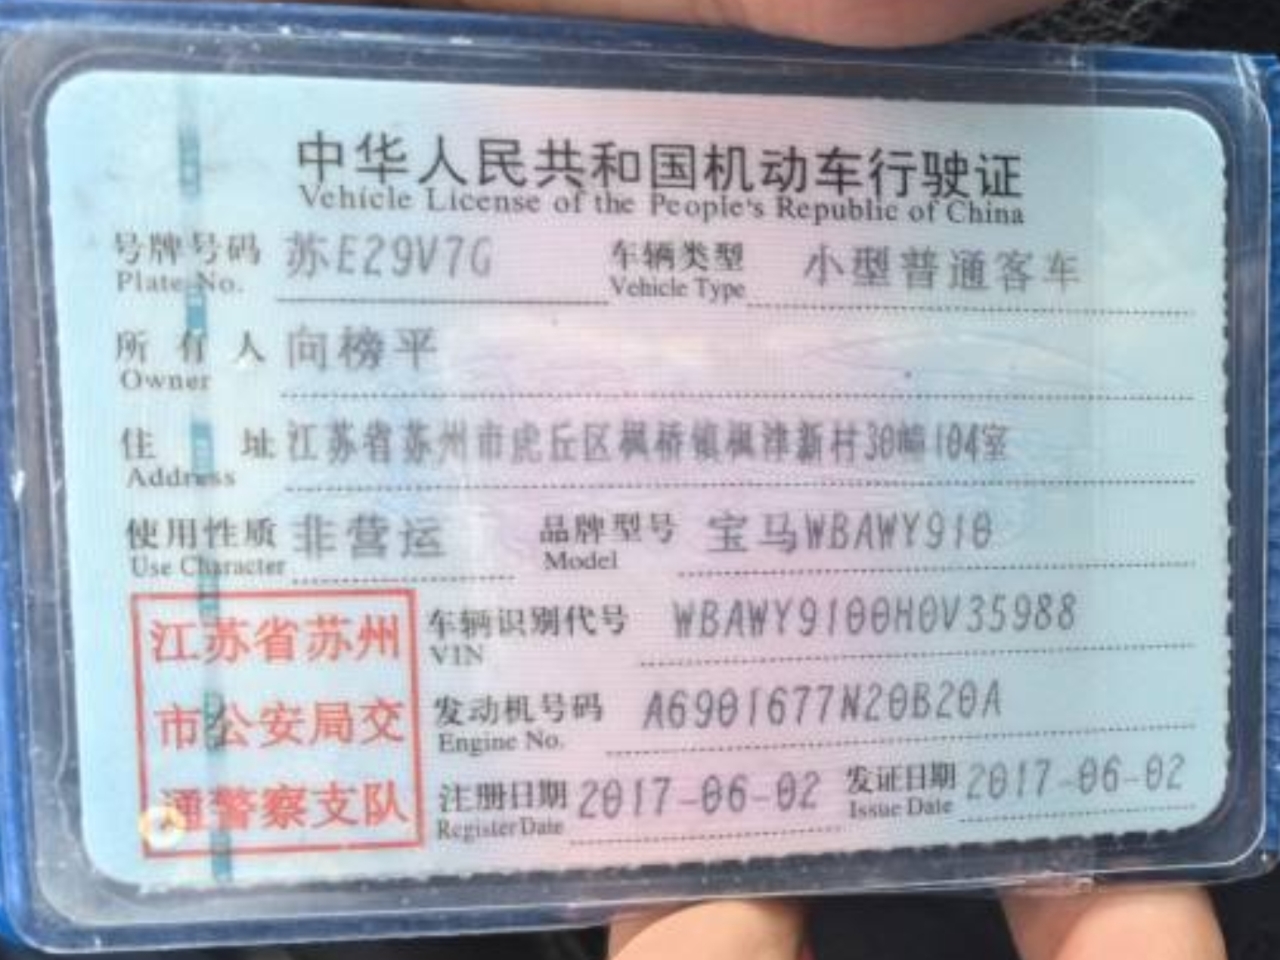 中华人民共和国机动车行驶证
Vehicle License of the People's Republic of China
号牌号码 苏E29V7G 车辆类型 小型普通客车
Plate No. Vehicle Type
所有人 向榜平
Owner
住址 江苏省苏州市虎丘区枫桥镇枫津新村30幢104室
Address
使用性质 非营运 品牌型号 宝马WBAWY910
Use Character Model
江苏省苏州
市公安局交
通警察支队
车辆识别代号 WBAWY9100H0V35988
VIN
发动机号码 A6901677N20B20A
Engine No.
注册日期 2017-06-02 发证日期 2017-06-02
Register Date Issue Date